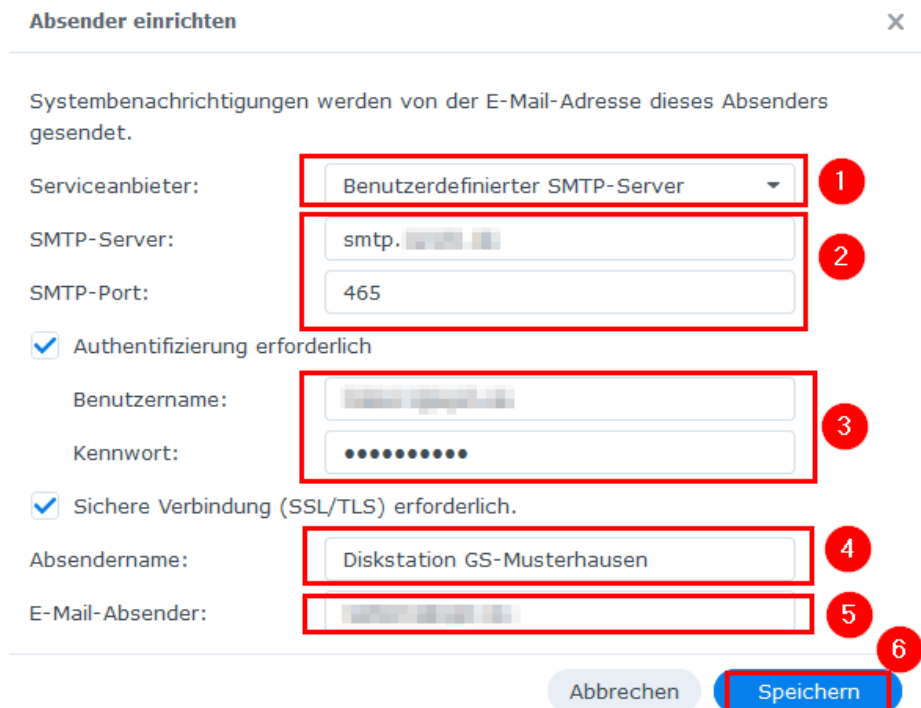 Absender einrichten
Systembenachrichtigungen werden von der E-Mail-Adresse dieses Absenders
gesendet.
Serviceanbieter: Benutzerdefinierter SMTP-Server 1
SMTP-Server: smtp. 2
SMTP-Port: 465
Authentifizierung erforderlich
Benutzername:
Kennwort: 3
Sichere Verbindung (SSL/TLS) erforderlich.
Absendername: Diskstation GS-Musterhausen 4
E-Mail-Absender: 5
6
Abbrechen Speichern